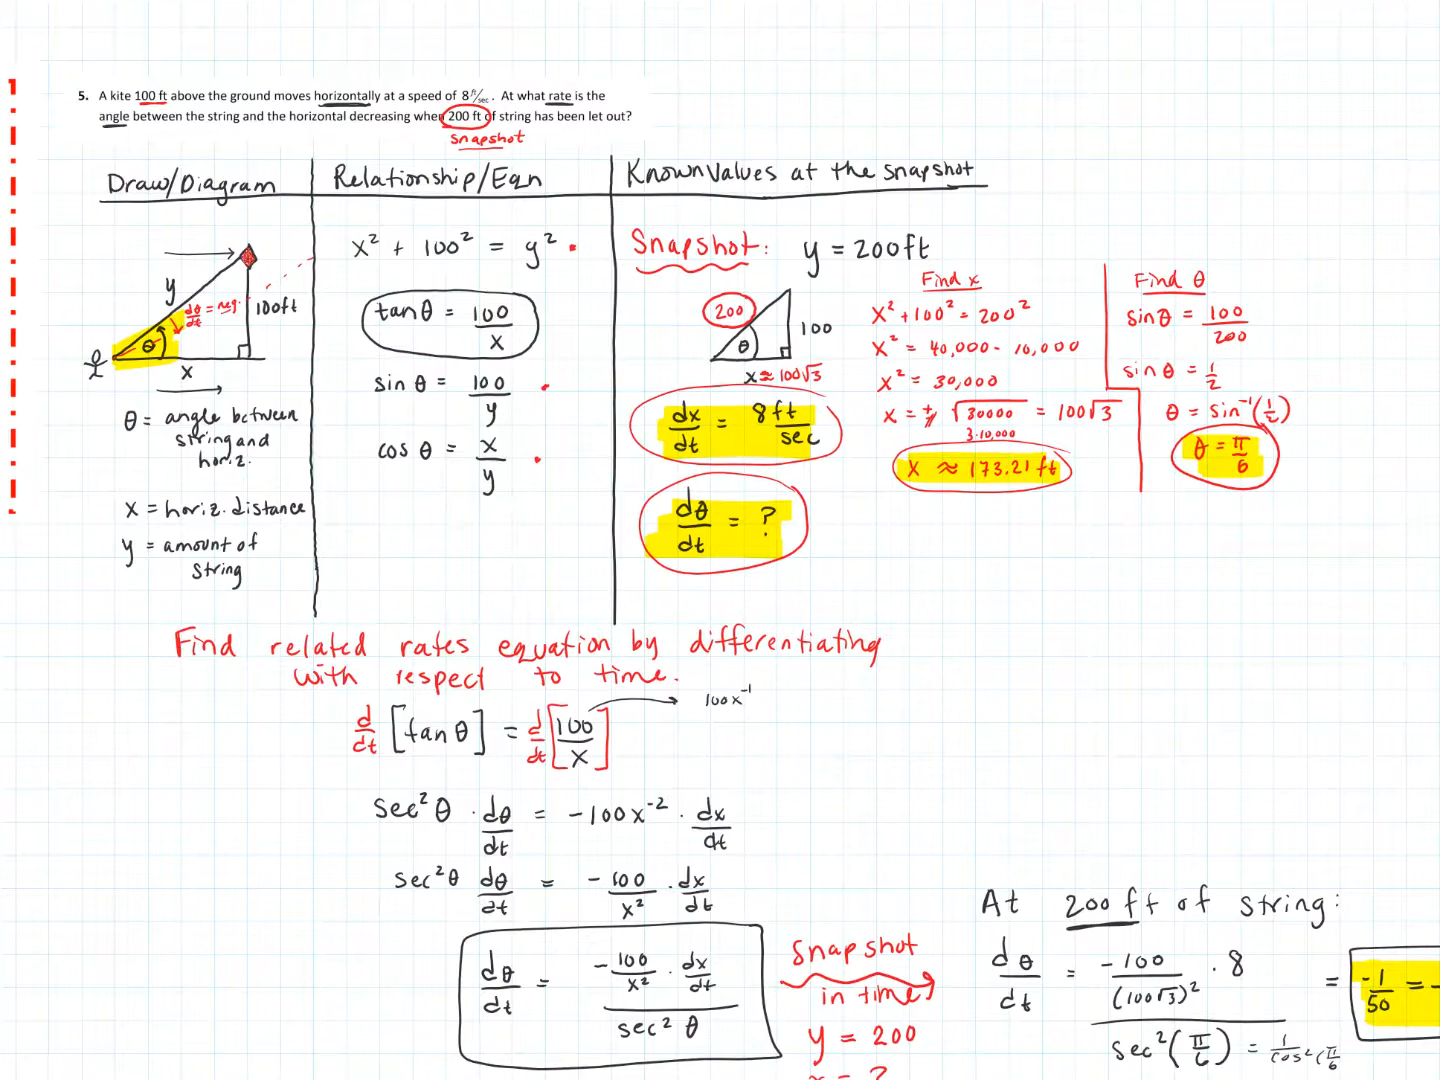 5. A kite 100 ft above the ground moves horizontally at a speed of 8 ft/sec. At what rate is the
angle between the string and the horizontal decreasing when 200 ft of string has been let out?
Snapshot
Draw/Diagram
y
dθ/dt = neg.
100ft
θ
x
θ = angle between
string and
horiz.
x = horiz. distance
y = amount of
string
Relationship/Eqn
x² + 100² = y²
tanθ = 100/x
sin θ = 100/y
cos θ = x/y
Known Values at the snapshot
Snapshot: y = 200ft
200
100
θ
x ≈ 100√3
dx/dt = 8 ft/sec
dθ/dt = ?
Find x
x² + 100² = 200²
x² = 40,000 - 10,000
x² = 30,000
x = ± √30000 = 100√3
3·10,000
x ≈ 173.21 ft
Find θ
sinθ = 100/200
sin θ = 1/2
θ = sin⁻¹(1/2)
θ = π/6
Find related rates equation by differentiating
with respect to time.
d/dt [tan θ] = d/dt [100/x]
100x⁻¹
sec² θ · dθ/dt = -100x⁻² · dx/dt
sec² θ dθ/dt = -100/x² · dx/dt
dθ/dt = (-100/x² · dx/dt)/sec² θ
Snapshot
in time
y = 200
x = ?
At 200 ft of string:
dθ/dt = (-100/(100√3)² · 8)/sec²(π/6) = -1/50 = -
= 1/cos²(π/6